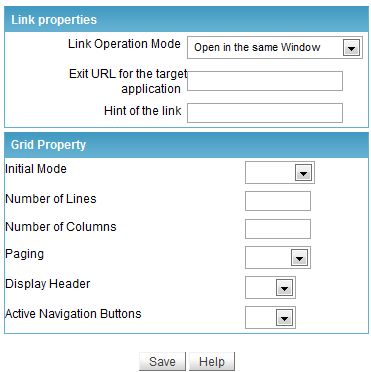 Link properties
Link Operation Mode
Open in the same Window
Exit URL for the target
application
Hint of the link
Grid Property
Initial Mode
Number of Lines
Number of Columns
Paging
Display Header
Active Navigation Buttons
Save
Help